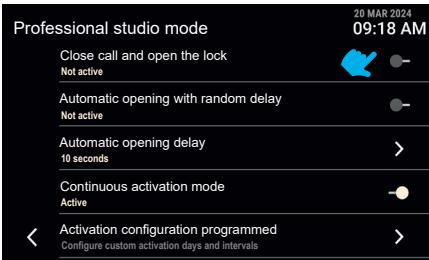 20 MAR 2024
Professional studio mode 09:18 AM
Close call and open the lock
Not active
Automatic opening with random delay
Not active
Automatic opening delay
10 seconds
Continuous activation mode
Active
Activation configuration programmed
Configure custom activation days and intervals